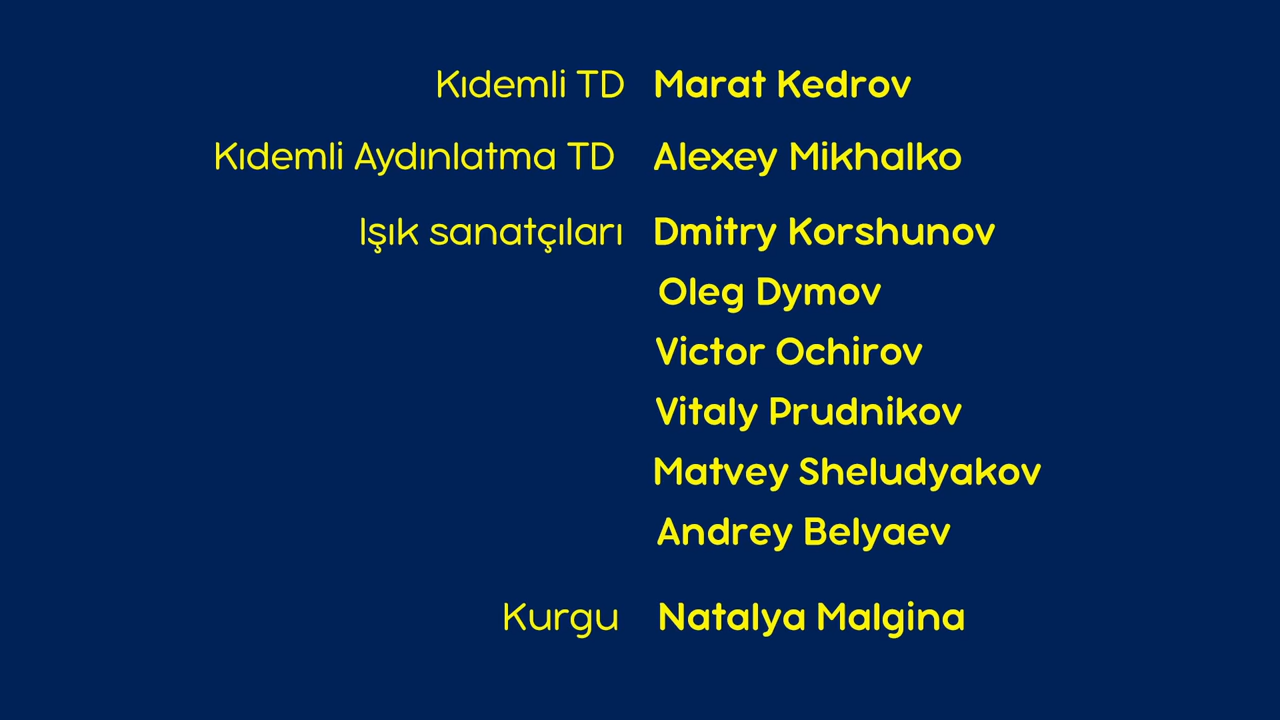 Kıdemli TD Marat Kedrov
Kıdemli Aydınlatma TD Alexey Mikhalko
Işık sanatçıları Dmitry Korshunov
Oleg Dymov
Victor Ochirov
Vitaly Prudnikov
Matvey Sheludyakov
Andrey Belyaev
Kurgu Natalya Malgina